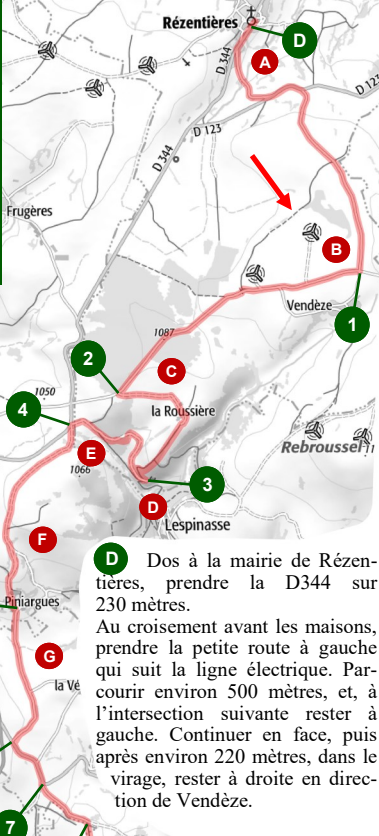 Rézentières
D
A
D 344
D 123
D 123
D 344
Frugères
B
Vendèze
1
1087
2
C
1050
la Roussière
4
E
Rebroussel
1066
3
D
Lespinasse
F
Piniargues
G
la Vé
7
D Dos à la mairie de Rézen-
tières, prendre la D344 sur
230 mètres.
Au croisement avant les maisons,
prendre la petite route à gauche
qui suit la ligne électrique. Par-
courir environ 500 mètres, et, à
l'intersection suivante rester à
gauche. Continuer en face, puis
après environ 220 mètres, dans le
virage, rester à droite en direc-
tion de Vendèze.